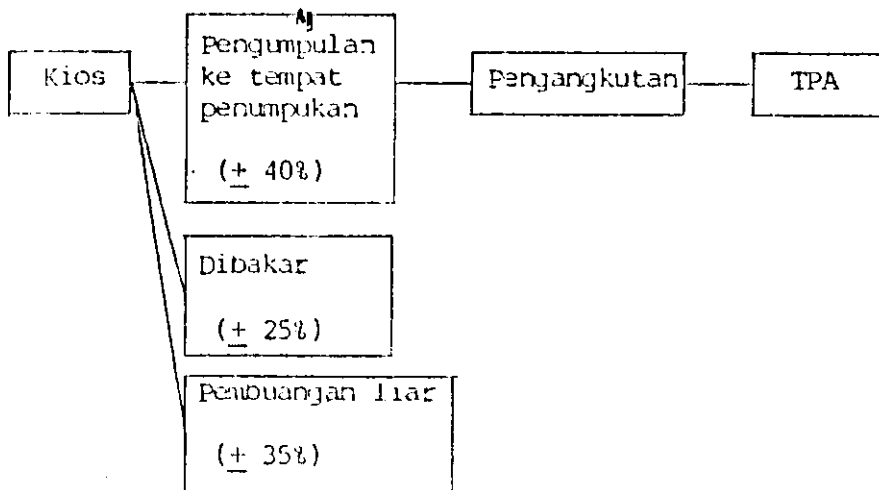 Kios
Pengumpulan
ke tempat
penumpukan
(± 40%)
Pengangkutan
TPA
Dibakar
(± 25%)
Pembuangan liar
(± 35%)